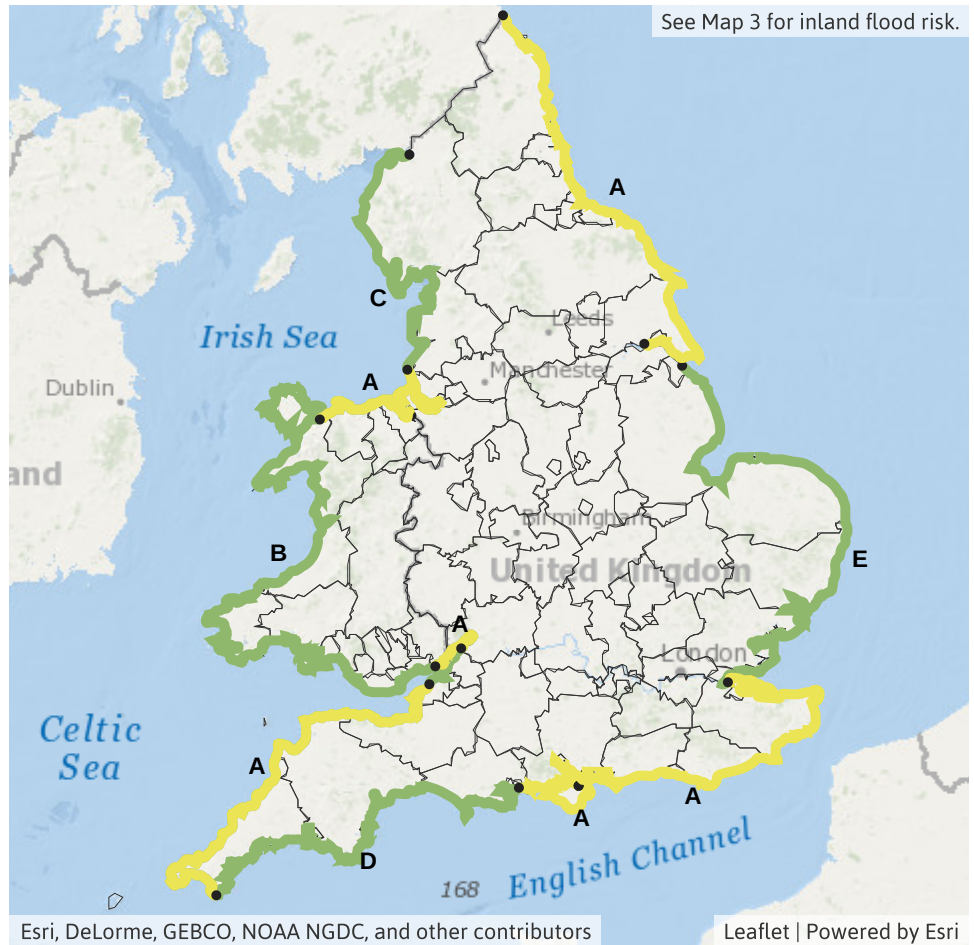 See Map 3 for inland flood risk.
A
Leeds
C
Irish Sea
A
Manchester
Dublin
and
Birmingham
B
E
United Kingdom
A
London
Celtic
Sea
A
A
A
D
English Channel
168
Esri, DeLorme, GEBCO, NOAA NGDC, and other contributors
Leaflet | Powered by Esri